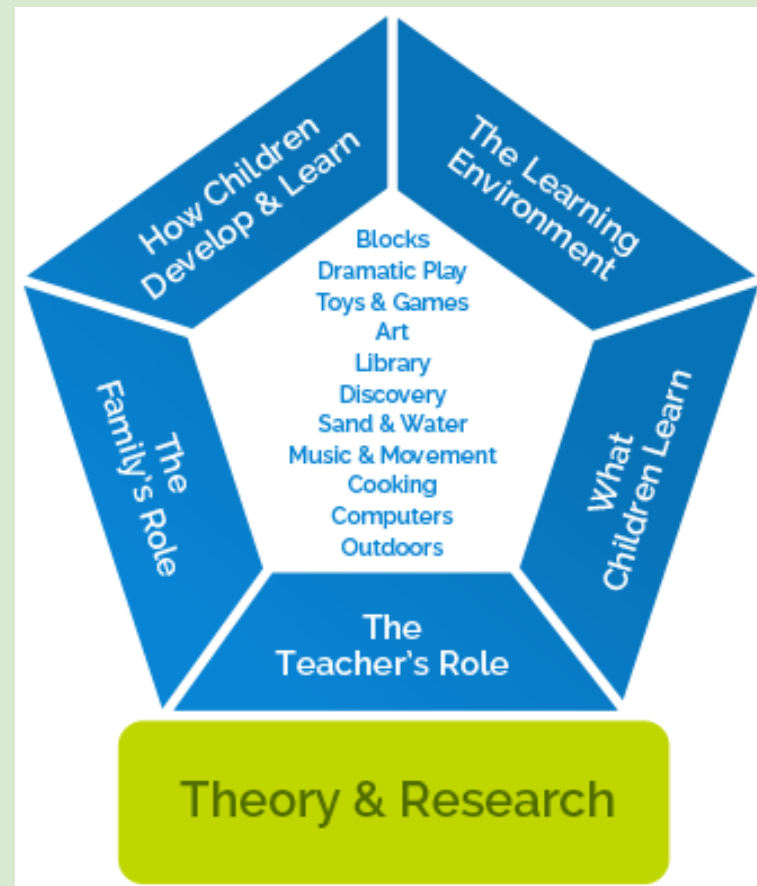 How Children
Develop & Learn
The Learning
Environment
Blocks
Dramatic Play
Toys & Games
Art
Library
Discovery
Sand & Water
Music & Movement
Cooking
Computers
Outdoors
The
Family's Role
What
Children Learn
The
Teacher's Role
Theory & Research